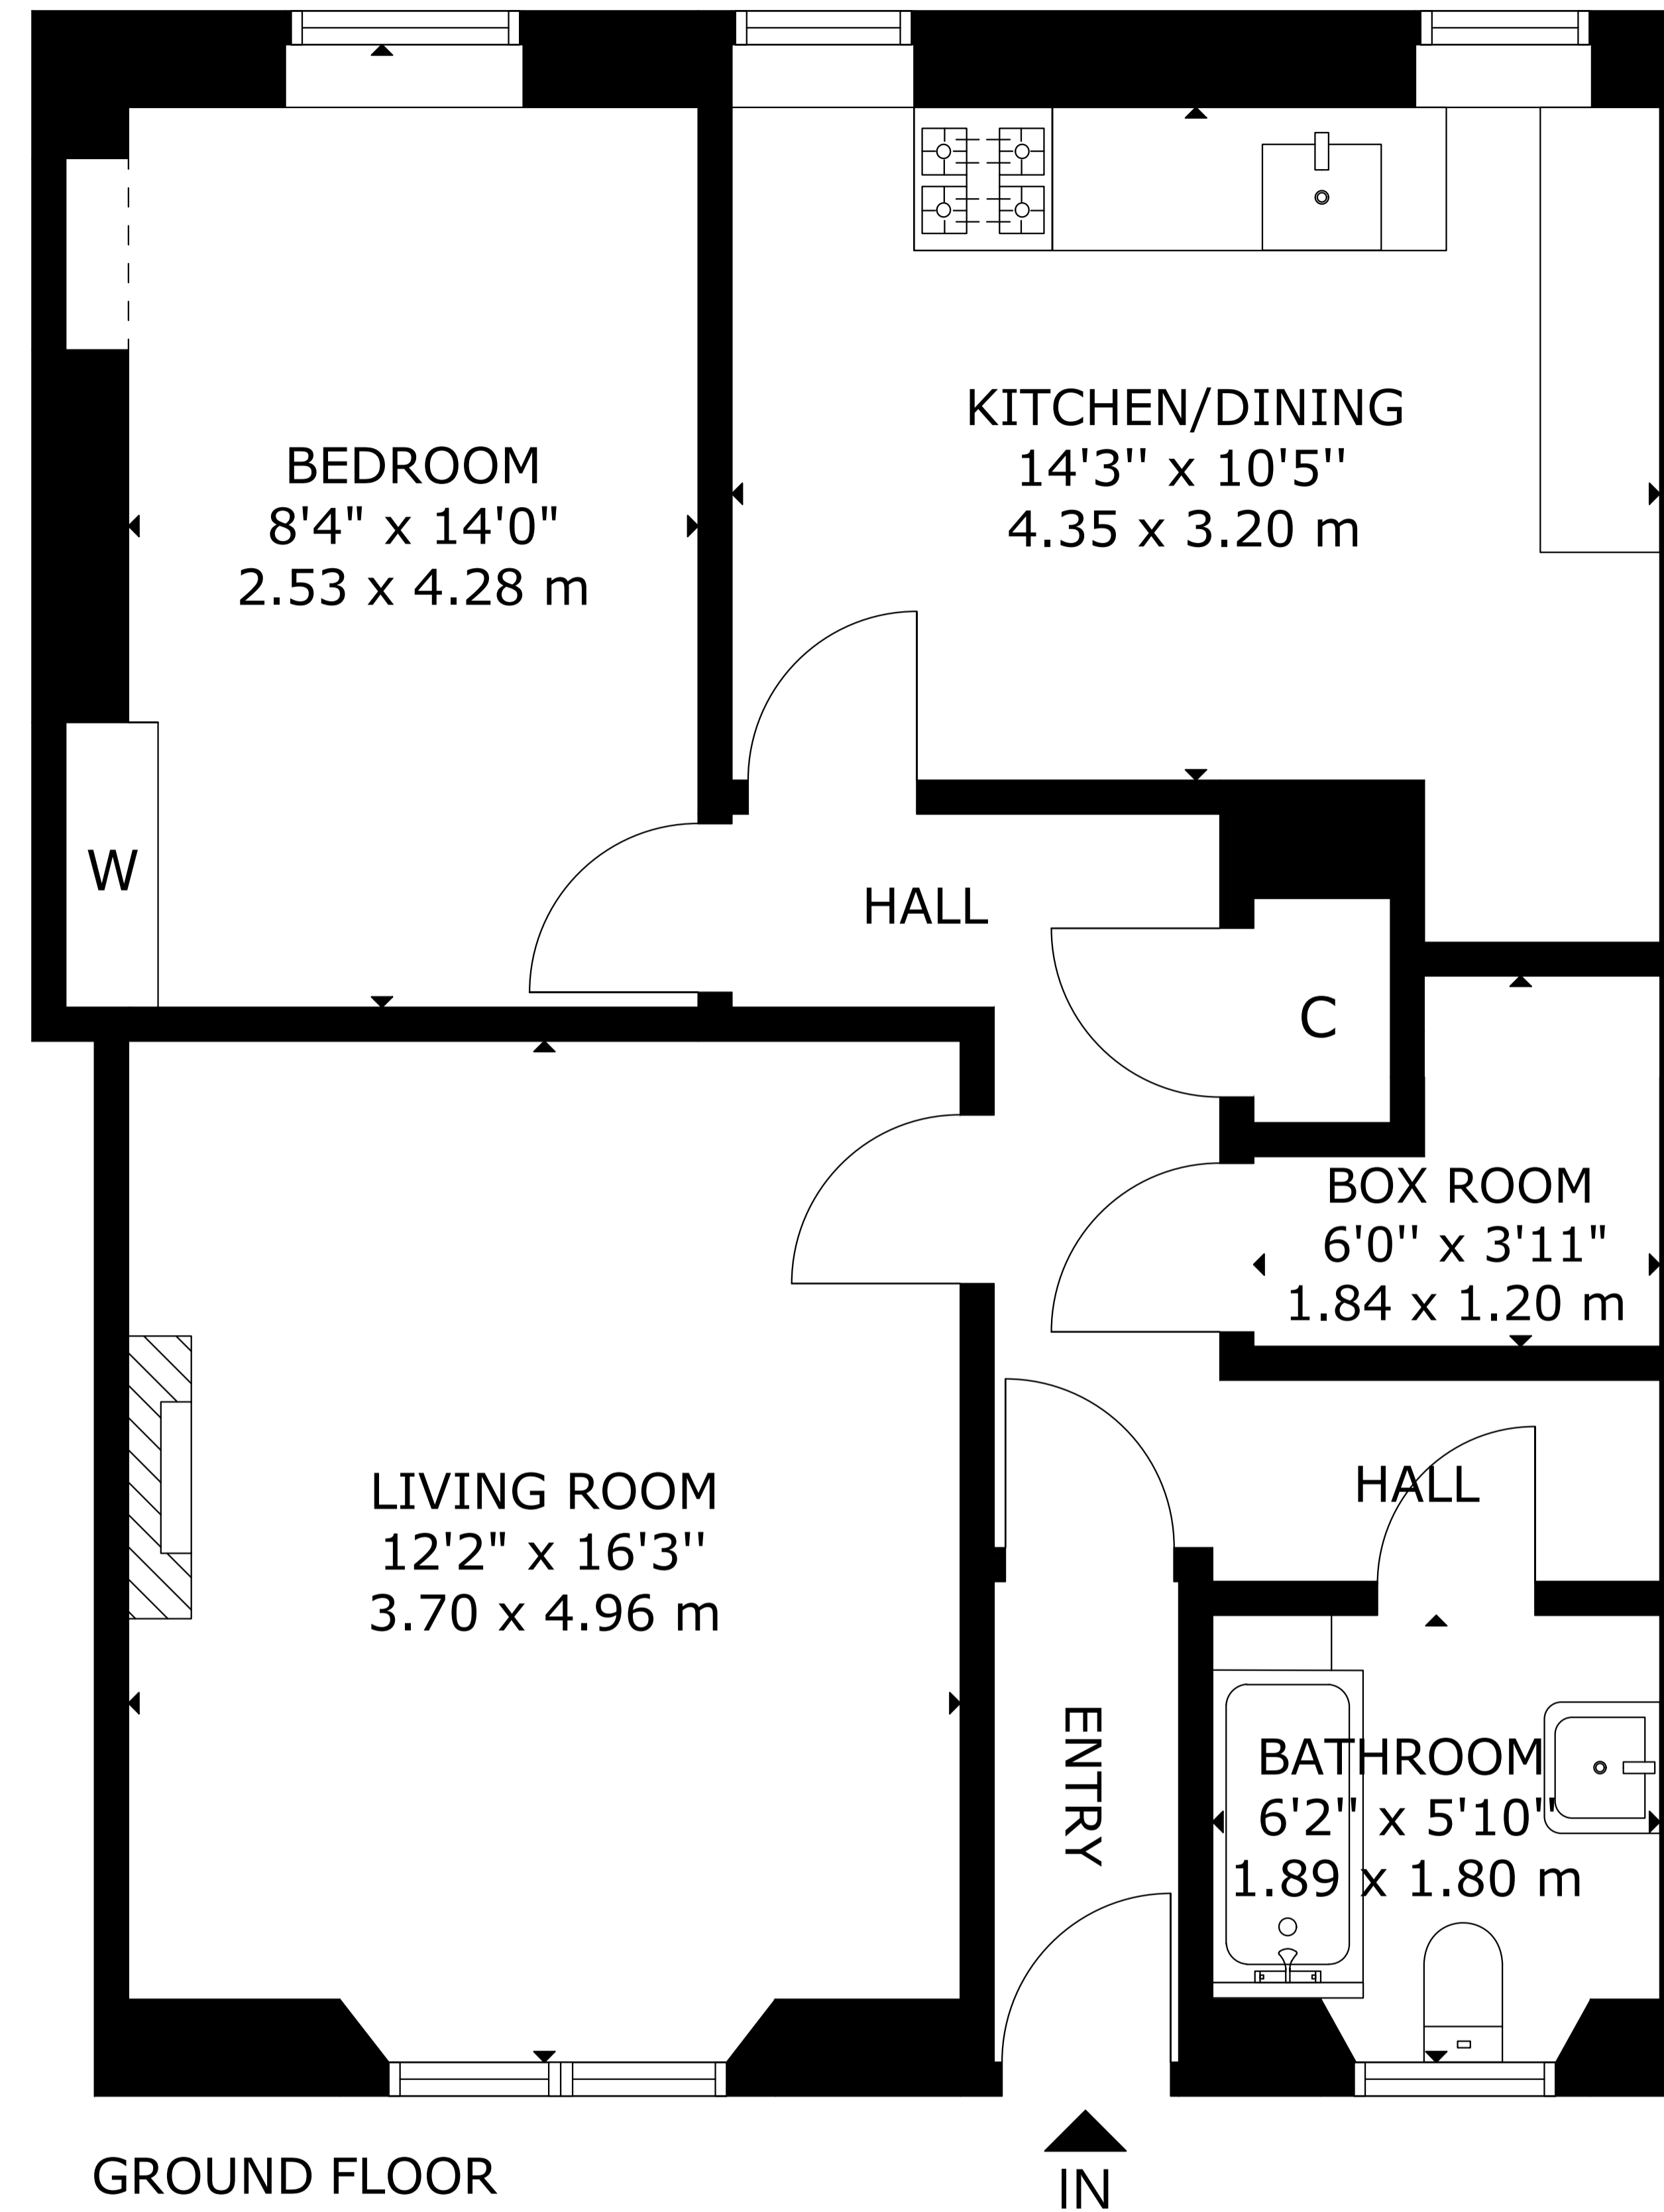 KITCHEN/DINING
14'3" x 10'5"
4.35 x 3.20 m
BEDROOM
8'4" x 14'0"
2.53 x 4.28 m
W
HALL
C
BOX ROOM
6'0" x 3'11"
1.84 x 1.20 m
LIVING ROOM
12'2" x 16'3"
3.70 x 4.96 m
HALL
ENTRY
BATHROOM
6'2" x 5'10"
1.89 x 1.80 m
GROUND FLOOR
IN